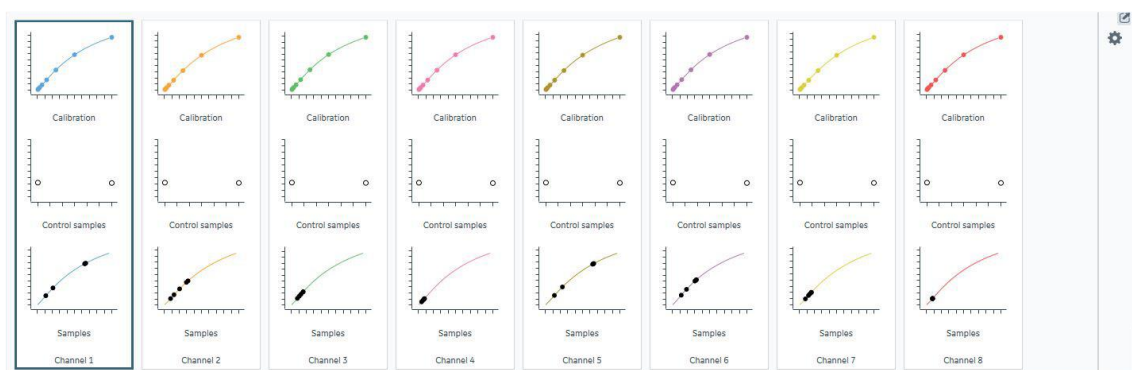 Calibration Calibration Calibration Calibration Calibration Calibration Calibration Calibration
Control samples Control samples Control samples Control samples Control samples Control samples Control samples Control samples
Samples Samples Samples Samples Samples Samples Samples Samples
Channel 1 Channel 2 Channel 3 Channel 4 Channel 5 Channel 6 Channel 7 Channel 8